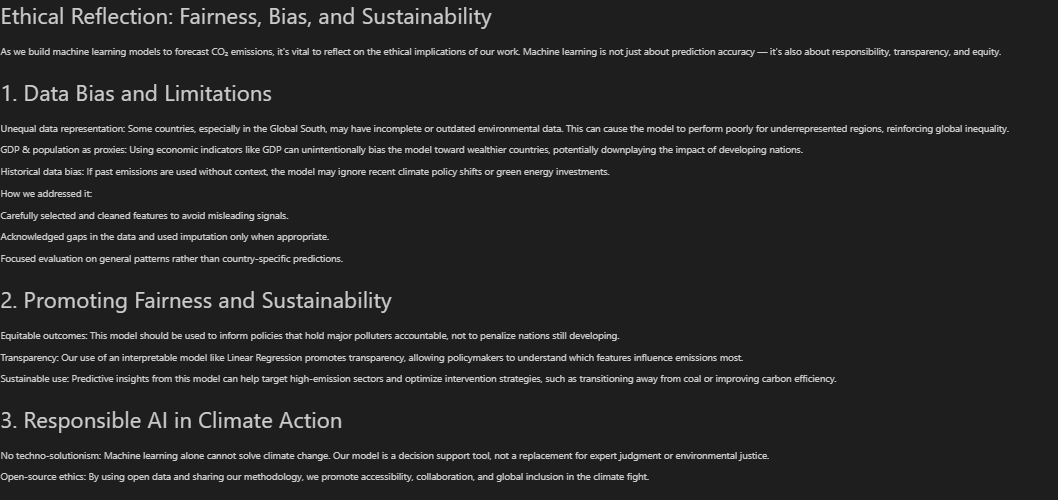 Ethical Reflection: Fairness, Bias, and Sustainability
As we build machine learning models to forecast CO₂ emissions, it's vital to reflect on the ethical implications of our work. Machine learning is not just about prediction accuracy — it's also about responsibility, transparency, and equity.
1. Data Bias and Limitations
Unequal data representation: Some countries, especially in the Global South, may have incomplete or outdated environmental data. This can cause the model to perform poorly for underrepresented regions, reinforcing global inequality.
GDP & population as proxies: Using economic indicators like GDP can unintentionally bias the model toward wealthier countries, potentially downplaying the impact of developing nations.
Historical data bias: If past emissions are used without context, the model may ignore recent climate policy shifts or green energy investments.
How we addressed it:
Carefully selected and cleaned features to avoid misleading signals.
Acknowledged gaps in the data and used imputation only when appropriate.
Focused evaluation on general patterns rather than country-specific predictions.
2. Promoting Fairness and Sustainability
Equitable outcomes: This model should be used to inform policies that hold major polluters accountable, not to penalize nations still developing.
Transparency: Our use of an interpretable model like Linear Regression promotes transparency, allowing policymakers to understand which features influence emissions most.
Sustainable use: Predictive insights from this model can help target high-emission sectors and optimize intervention strategies, such as transitioning away from coal or improving carbon efficiency.
3. Responsible AI in Climate Action
No techno-solutionism: Machine learning alone cannot solve climate change. Our model is a decision support tool, not a replacement for expert judgment or environmental justice.
Open-source ethics: By using open data and sharing our methodology, we promote accessibility, collaboration, and global inclusion in the climate fight.